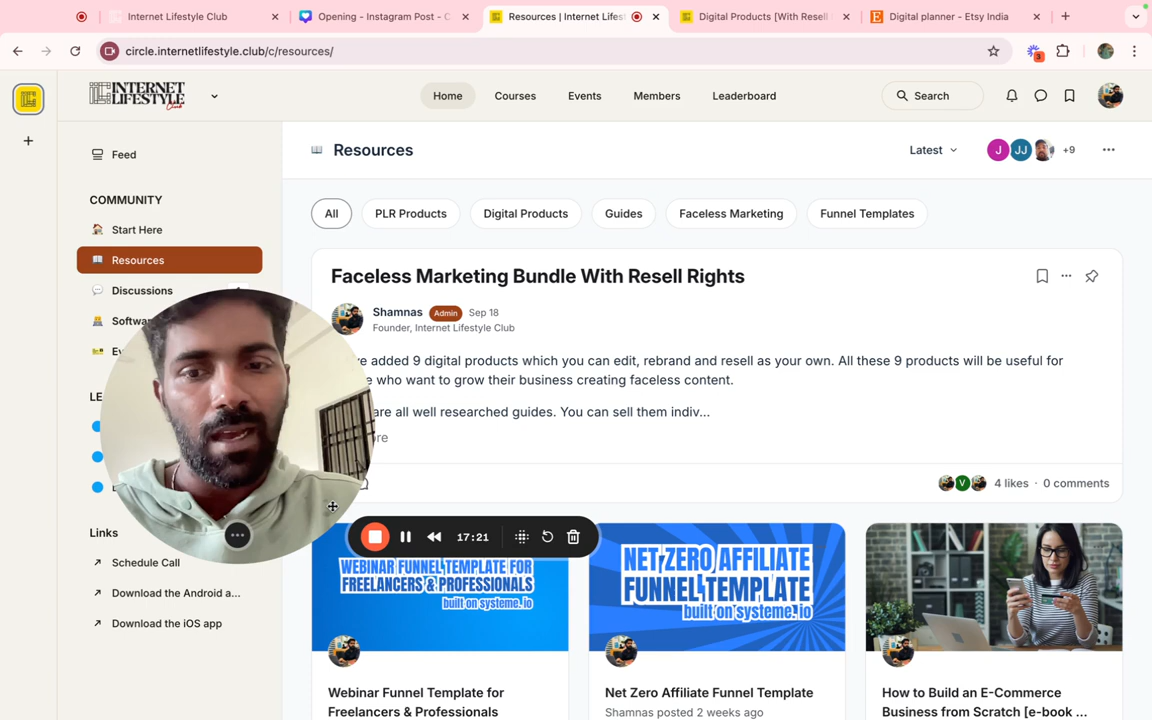 Internet Lifestyle Club
Opening - Instagram Post - C
Resources | Internet Lifest
Digital Products [With Resell
Digital planner - Etsy India
circle.internetlifestyle.club/c/resources/
3
INTERNET
LIFESTYLE
Club
Home
Courses
Events
Members
Leaderboard
Search
Feed
Resources
Latest
J
JJ
+9
COMMUNITY
Start Here
Resources
Discussions
Softwa
Ev
LE
All
PLR Products
Digital Products
Guides
Faceless Marketing
Funnel Templates
Faceless Marketing Bundle With Resell Rights
Shamnas Admin Sep 18
Founder, Internet Lifestyle Club
ve added 9 digital products which you can edit, rebrand and resell as your own. All these 9 products will be useful for
e who want to grow their business creating faceless content.
are all well researched guides. You can sell them indiv...
ore
V
4 likes · 0 comments
17:21
Links
Schedule Call
Download the Android a...
Download the iOS app
WEBINAR FUNNEL TEMPLATE FOR
FREELANCERS & PROFESSIONALS
built on systeme.io
NET ZERO AFFILIATE
FUNNEL TEMPLATE
built on systeme.io
Webinar Funnel Template for
Freelancers & Professionals
Net Zero Affiliate Funnel Template
Shamnas posted 2 weeks ago
How to Build an E-Commerce
Business from Scratch [e-book ...